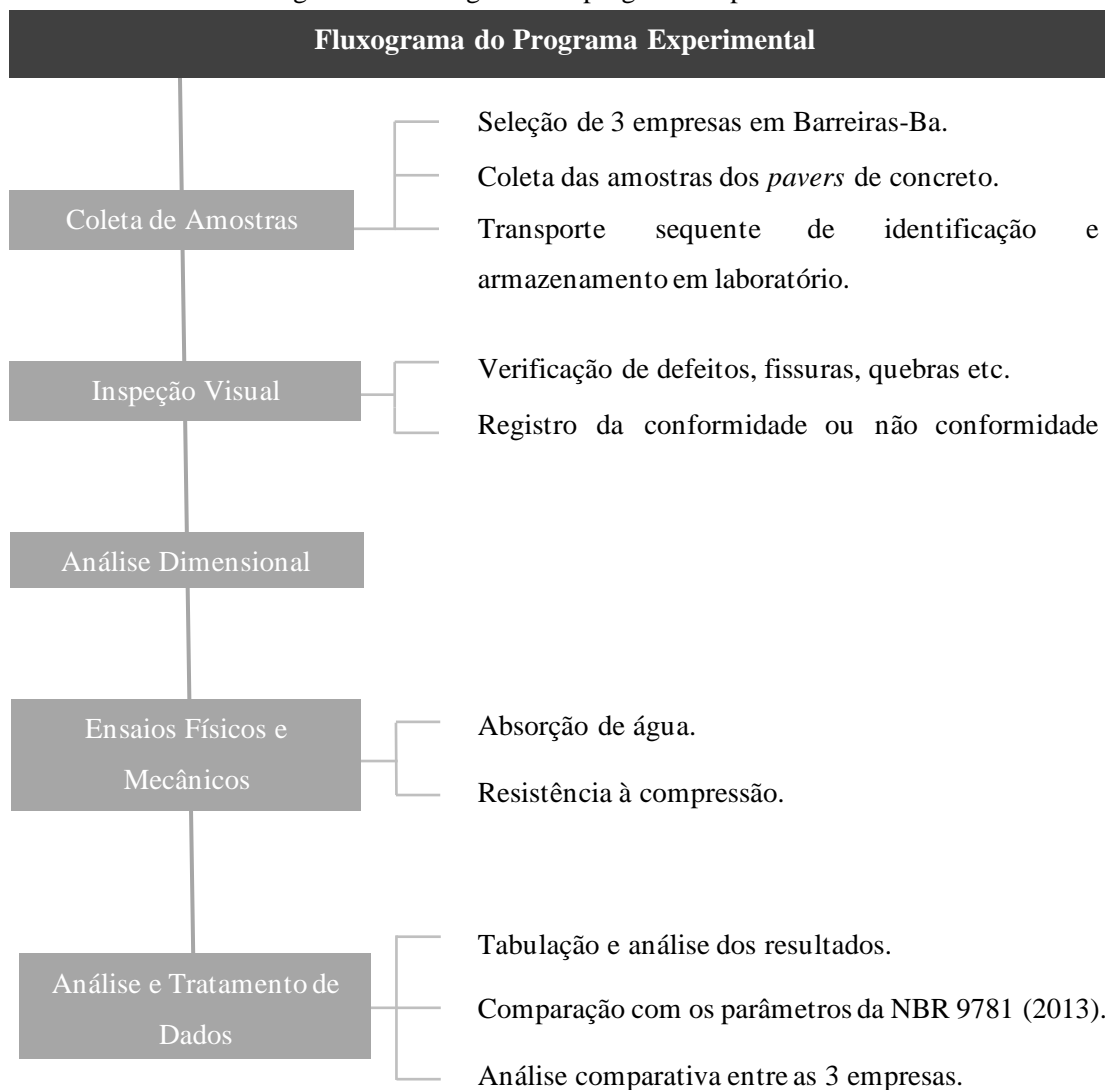 Fluxograma do Programa Experimental
Seleção de 3 empresas em Barreiras-Ba.
Coleta das amostras dos pavers de concreto.
Coleta de Amostras
Transporte sequente de identificação e
armazenamento em laboratório.
Inspeção Visual
Verificação de defeitos, fissuras, quebras etc.
Registro da conformidade ou não conformidade
Análise Dimensional
Ensaios Físicos e
Mecânicos
Absorção de água.
Resistência à compressão.
Análise e Tratamento de
Dados
Tabulação e análise dos resultados.
Comparação com os parâmetros da NBR 9781 (2013).
Análise comparativa entre as 3 empresas.